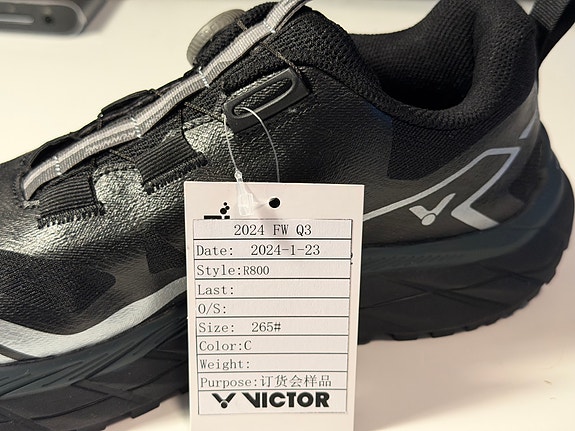 2024 FW Q3
Date: 2024-1-23
Style:R800
Last:
O/S:
Size: 265#
Color:C
Weight:
Purpose:订货会样品
VICTOR